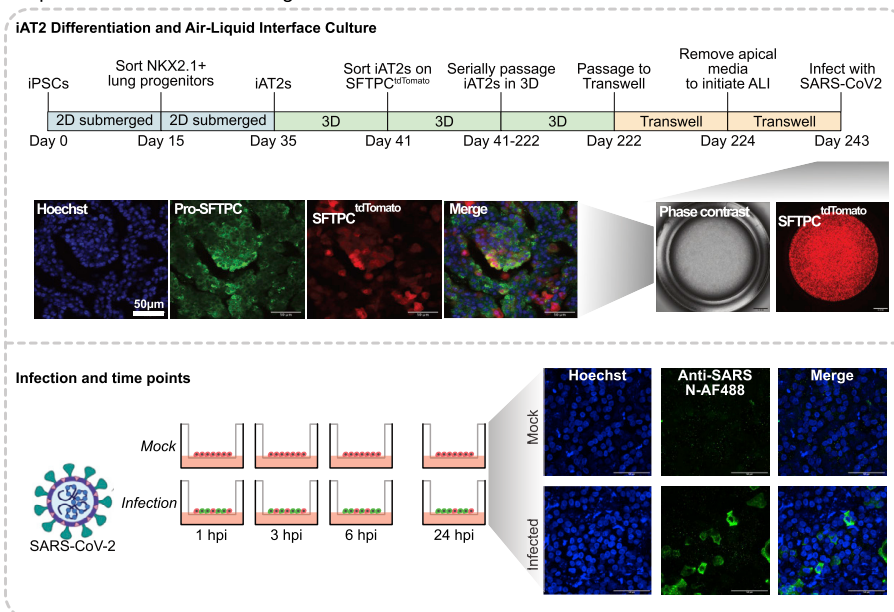 iAT2 Differentiation and Air-Liquid Interface Culture
iPSCs
Sort NKX2.1+
lung progenitors
iAT2s
Sort iAT2s on
SFTPCtdTomato
Serially passage
iAT2s in 3D
Passage to
Transwell
Remove apical
media
to initiate ALI
Infect with
SARS-CoV2
2D submerged
2D submerged
3D
3D
3D
Transwell
Transwell
Day 0
Day 15
Day 35
Day 41
Day 41-222
Day 222
Day 224
Day 243
Hoechst
50µm
Pro-SFTPC
SFTPCtdTomato
Merge
Phase contrast
SFTPCtdTomato
Infection and time points
SARS-CoV-2
Mock
Infection
1 hpi
3 hpi
6 hpi
24 hpi
Hoechst
Anti-SARS
N-AF488
Merge
Mock
Infected